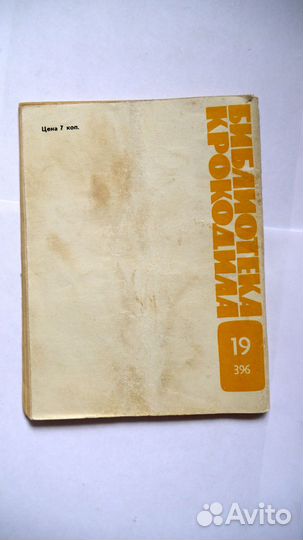 Цена 7 коп.
БИБЛИОТЕКА
КРОКОДИЛА
19
396
Avito